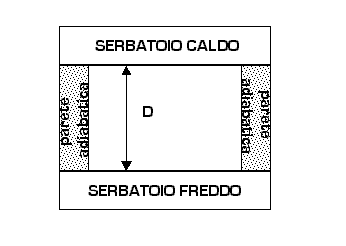 SERBATOIO CALDO
parete
adiabatica
D
parete
adiabatica
SERBATOIO FREDDO